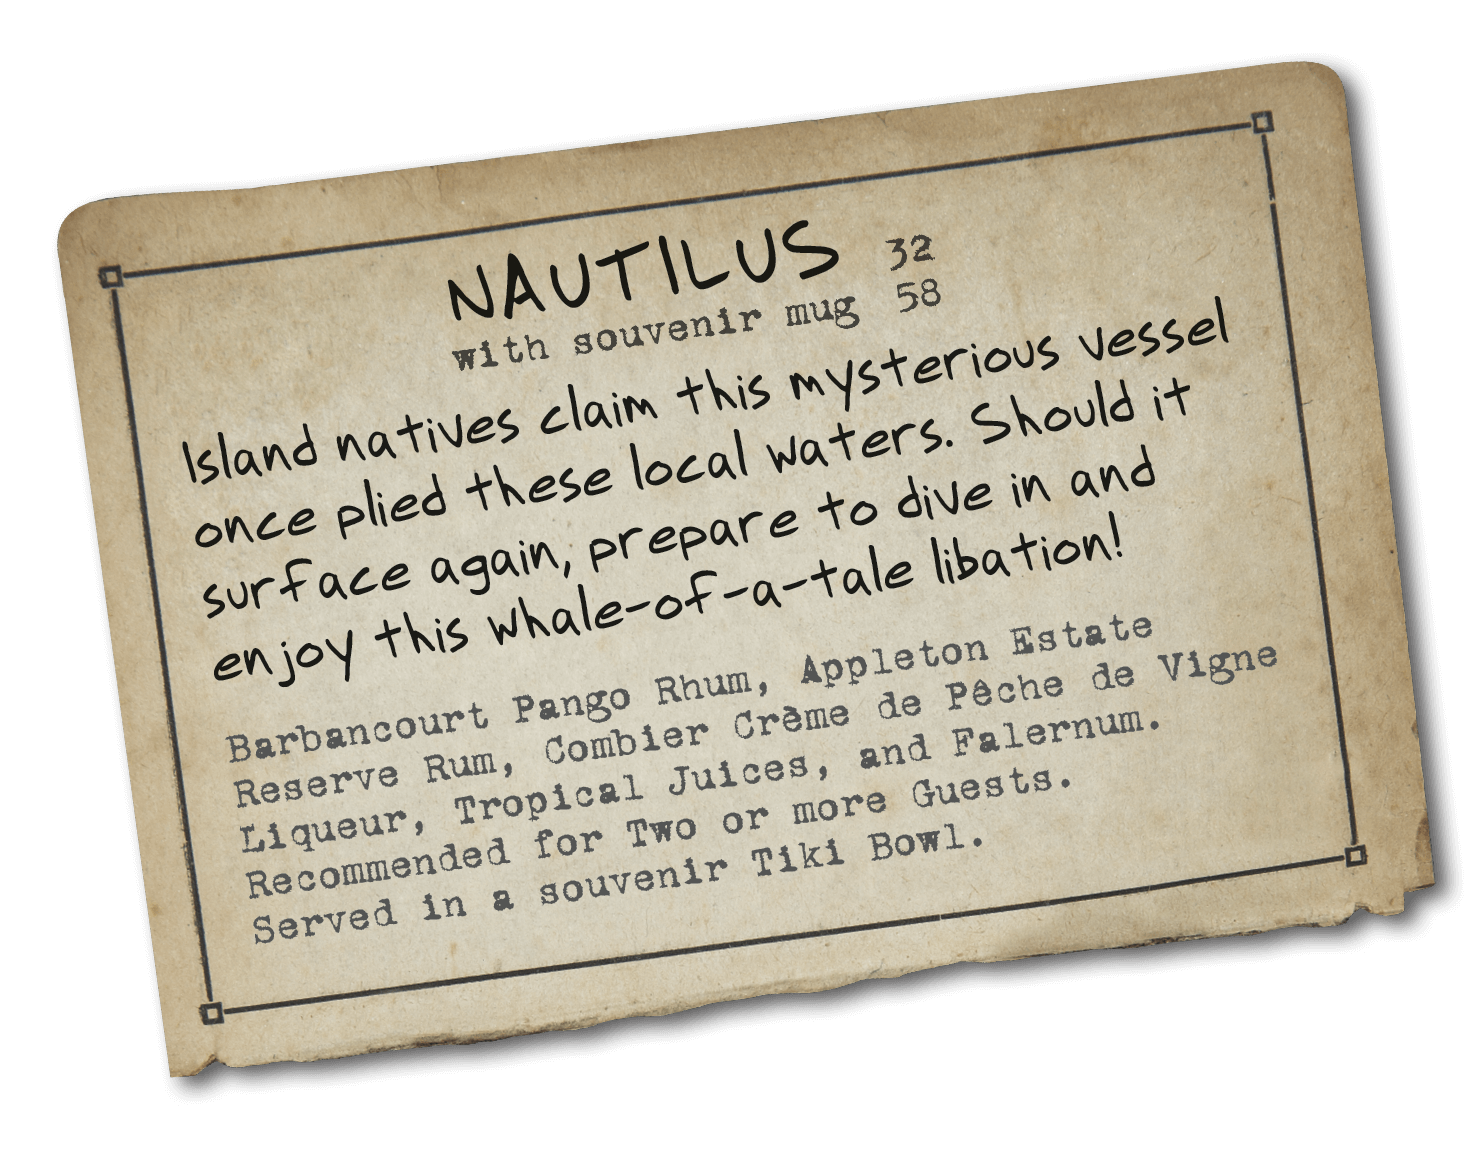 NAUTILUS 32
with souvenir mug 58
Island natives claim this mysterious vessel
once plied these local waters. Should it
surface again, prepare to dive in and
enjoy this whale-of-a-tale libation!
Barbancourt Pango Rhum, Appleton Estate
Reserve Rum, Combier Crème de Pêche de Vigne
Liqueur, Tropical Juices, and Falernum.
Recommended for Two or more Guests.
Served in a souvenir Tiki Bowl.